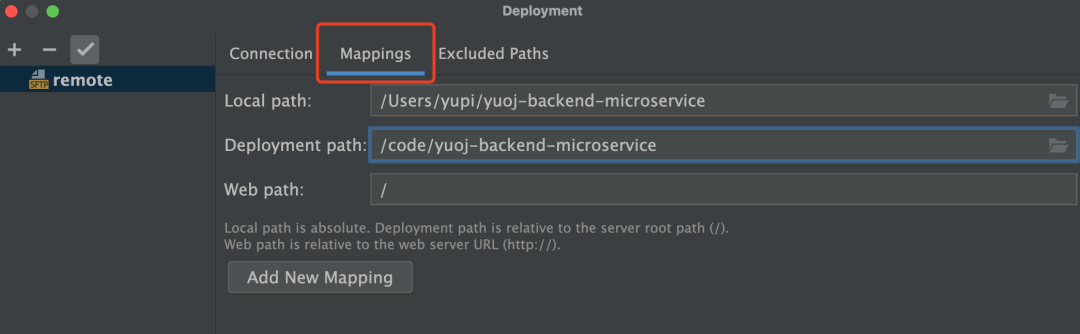 Deployment
Connection Mappings Excluded Paths
SFTP remote
Local path: /Users/yupi/yuoj-backend-microservice
Deployment path: /code/yuoj-backend-microservice
Web path: /
Local path is absolute. Deployment path is relative to the server root path (/).
Web path is relative to the web server URL (http://).
Add New Mapping